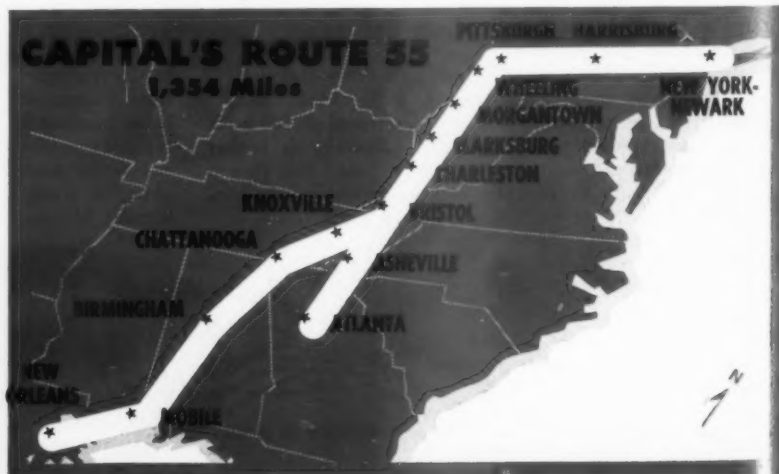 PITTSBURGH HARRISBURG
CAPITAL'S ROUTE 55
1,354 Miles
WHEELING
NEW YORK-
NEWARK
MORGANTOWN
CLARKSBURG
CHARLESTON
KNOXVILLE
BRISTOL
CHATTANOOGA
ASHEVILLE
BIRMINGHAM
ATLANTA
NEW
ORLEANS
MOBILE
N